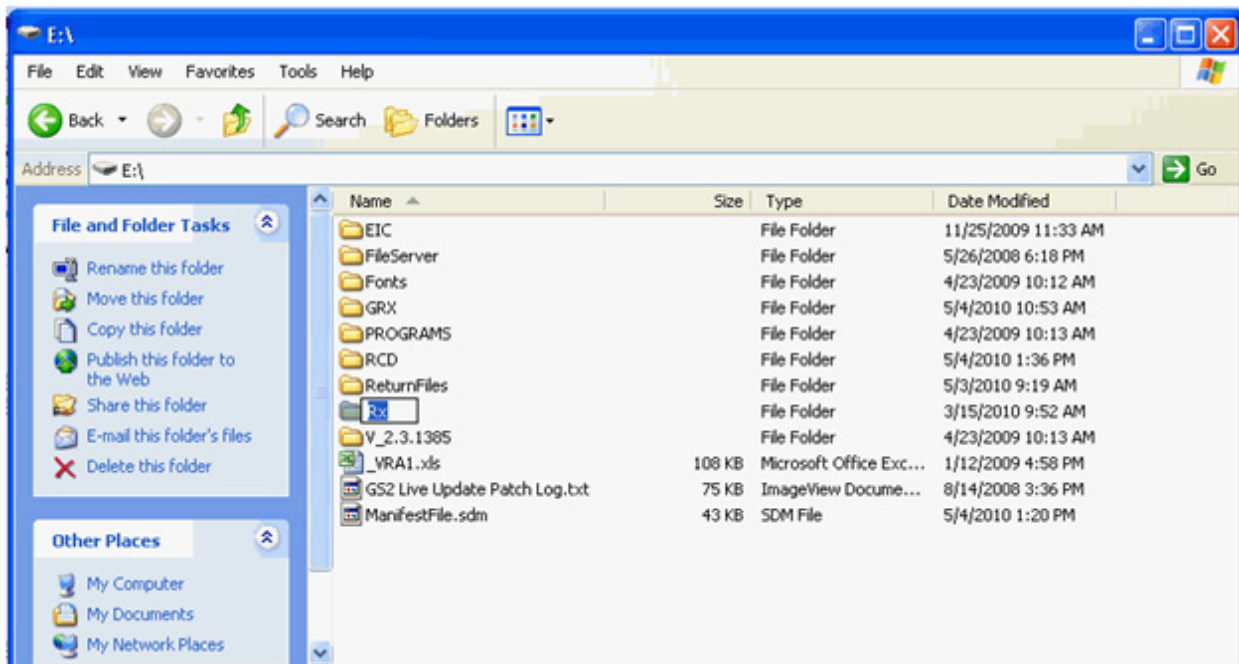 E:\
File Edit View Favorites Tools Help
Back Search Folders
Address E:\ Go
File and Folder Tasks
Rename this folder
Move this folder
Copy this folder
Publish this folder to
the Web
Share this folder
E-mail this folder's files
Delete this folder
Other Places
My Computer
My Documents
My Network Places
Name Size Type Date Modified
EIC File Folder 11/25/2009 11:33 AM
FileServer File Folder 5/26/2008 6:18 PM
Fonts File Folder 4/23/2009 10:12 AM
GRX File Folder 5/4/2010 10:53 AM
PROGRAMS File Folder 4/23/2009 10:13 AM
RCD File Folder 5/4/2010 1:36 PM
ReturnFiles File Folder 5/3/2010 9:19 AM
Rx File Folder 3/15/2010 9:52 AM
V_2.3.1385 File Folder 4/23/2009 10:13 AM
_VRA1.xls 108 KB Microsoft Office Exc... 1/12/2009 4:58 PM
GS2 Live Update Patch Log.txt 75 KB ImageView Docume... 8/14/2008 3:36 PM
ManifestFile.sdm 43 KB SDM File 5/4/2010 1:20 PM